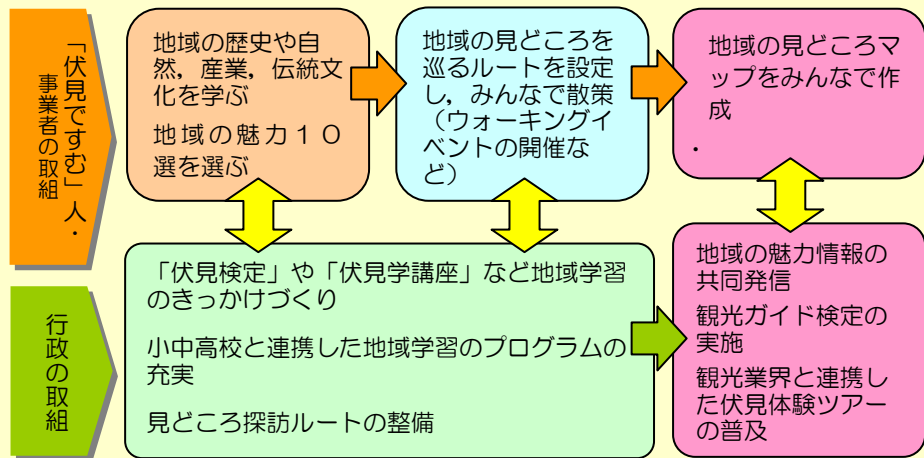 「伏見ですむ」人・
事業者の取組
地域の歴史や自
然，産業，伝統文
化を学ぶ
地域の魅力１０
選を選ぶ
地域の見どころを
巡るルートを設定
し，みんなで散策
（ウォーキングイ
ベントの開催な
ど）
地域の見どころマ
ップをみんなで作
成
．
行政の取組
「伏見検定」や「伏見学講座」など地域学習
のきっかけづくり
小中高校と連携した地域学習のプログラムの
充実
見どころ探訪ルートの整備
地域の魅力情報の
共同発信
観光ガイド検定の
実施
観光業界と連携し
た伏見体験ツアー
の普及